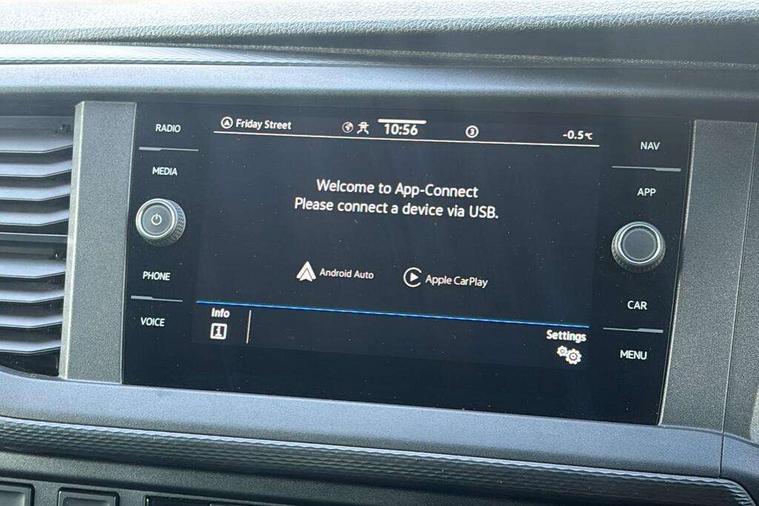 RADIO
MEDIA
PHONE
VOICE
Friday Street
10:56
3
-0.5℃
Welcome to App-Connect
Please connect a device via USB.
Android Auto
Apple CarPlay
Info
Settings
NAV
APP
CAR
MENU